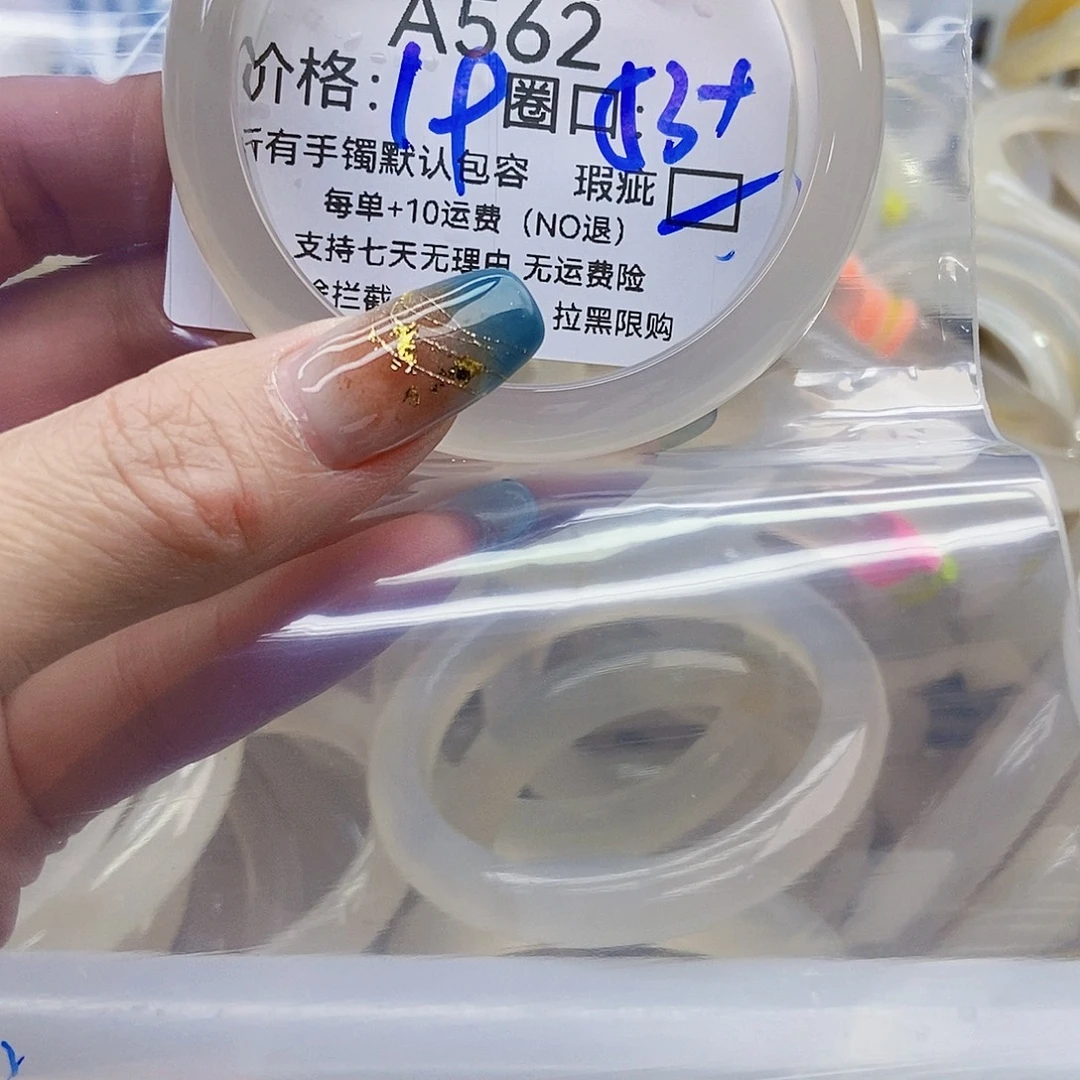 A562
价格: 圈口: 53+
有手镯默认包容 瑕疵
每单+10运费（NO退）
支持七天无理由 无运费险
拦截 拉黑限购